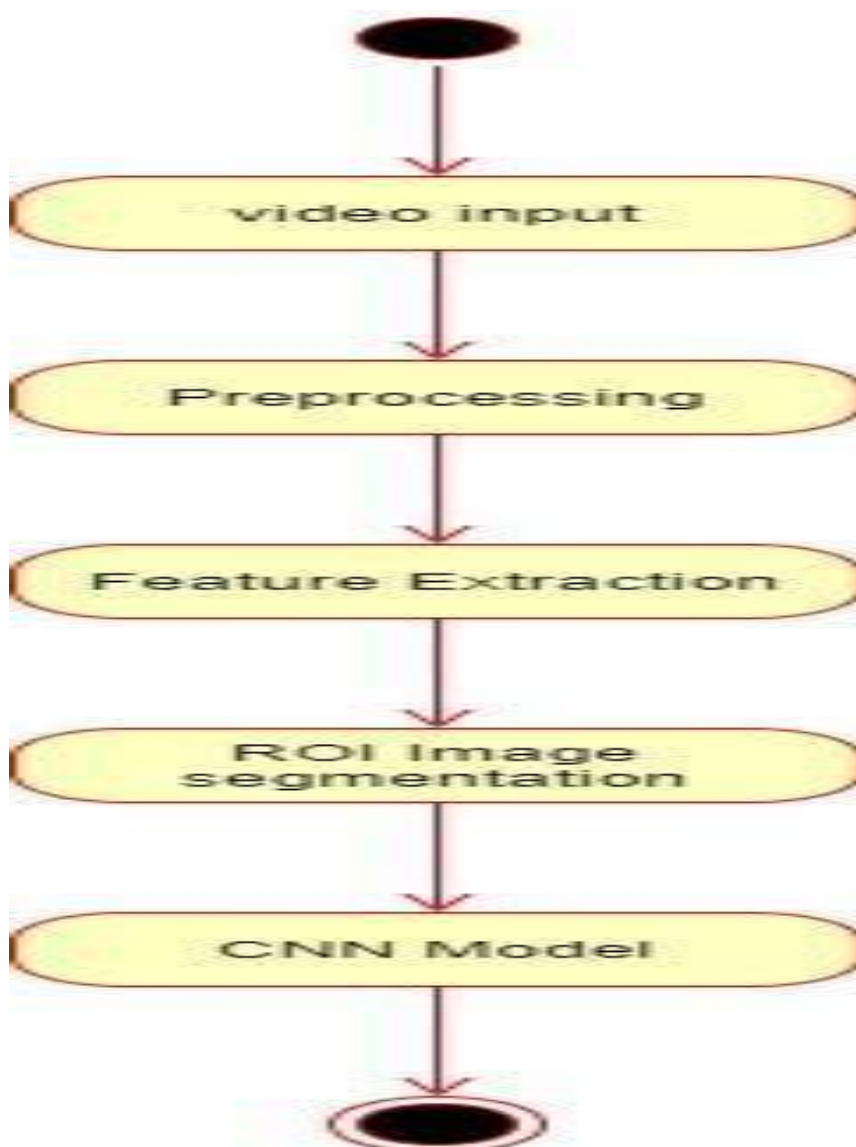 video input
Preprocessing
Feature Extraction
ROI Image
segmentation
CNN Model